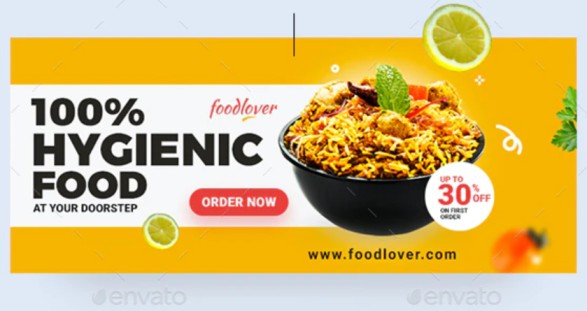 100%
HYGIENIC
FOOD
AT YOUR DOORSTEP
foodlover
ORDER NOW
UP TO
30% OFF
ON FIRST
ORDER
www.foodlover.com
envato
envato